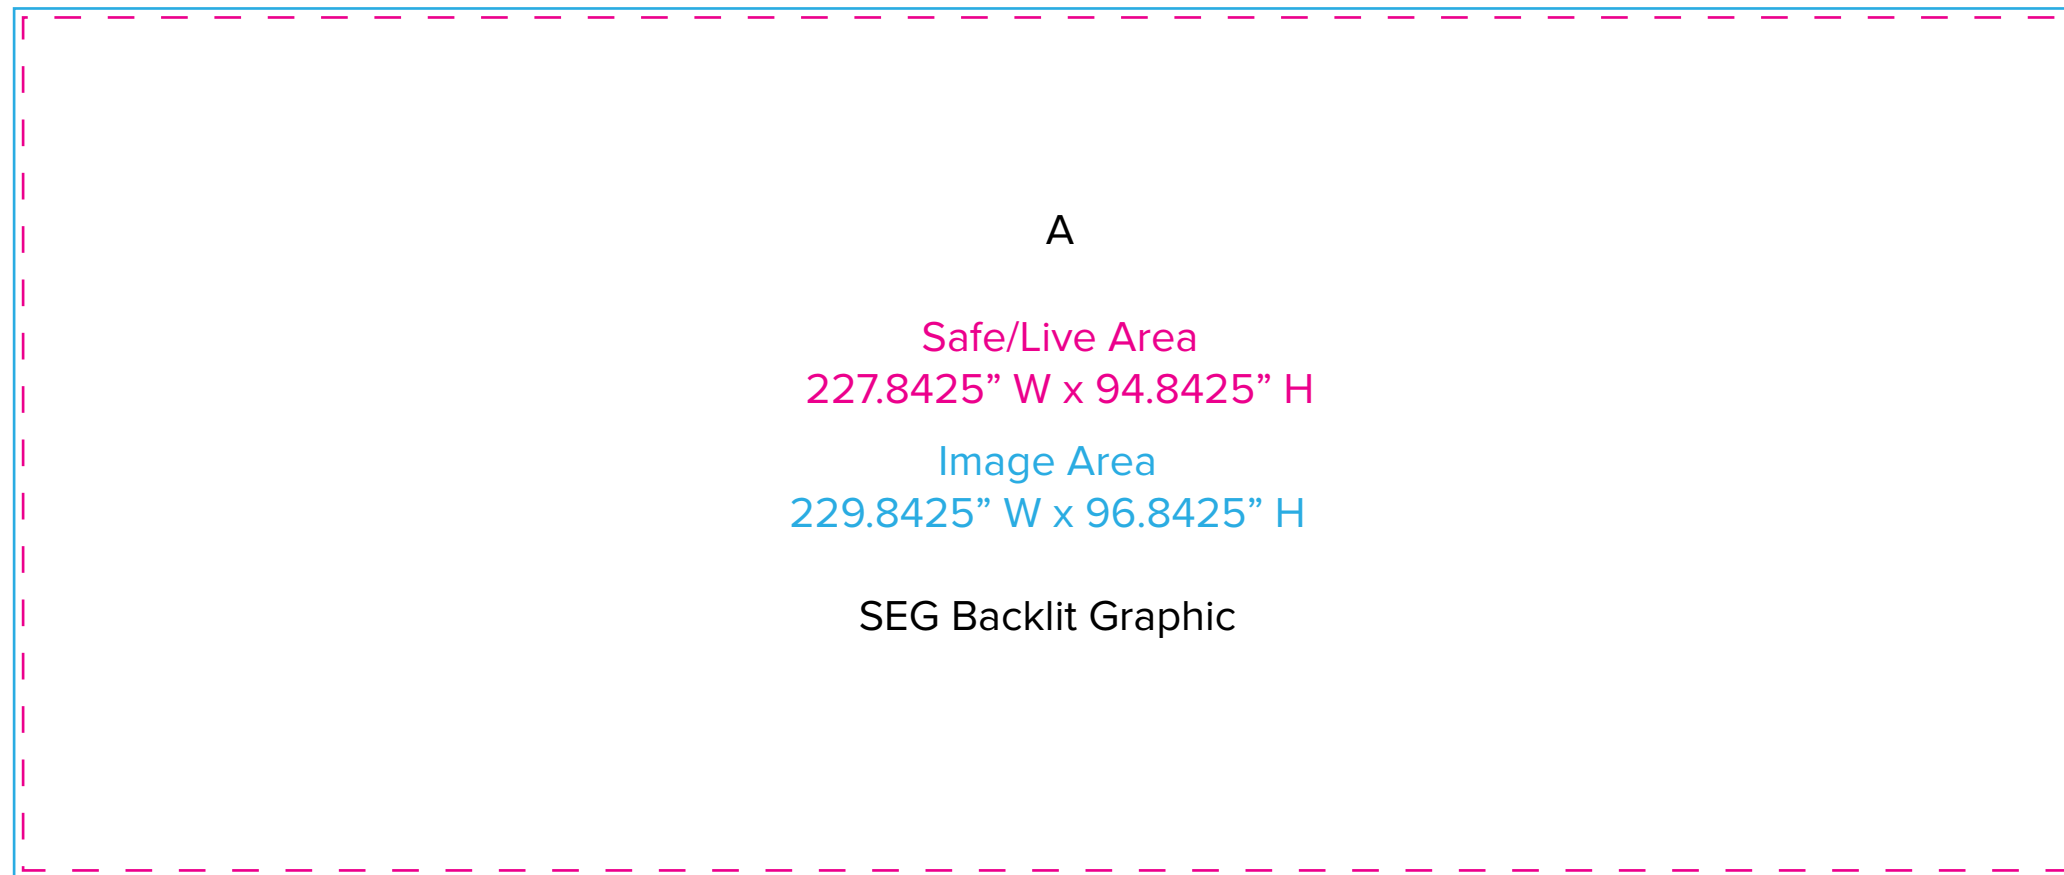 A
Safe/Live Area
227.8425” W x 94.8425” H
Image Area
229.8425” W x 96.8425” H
SEG Backlit Graphic